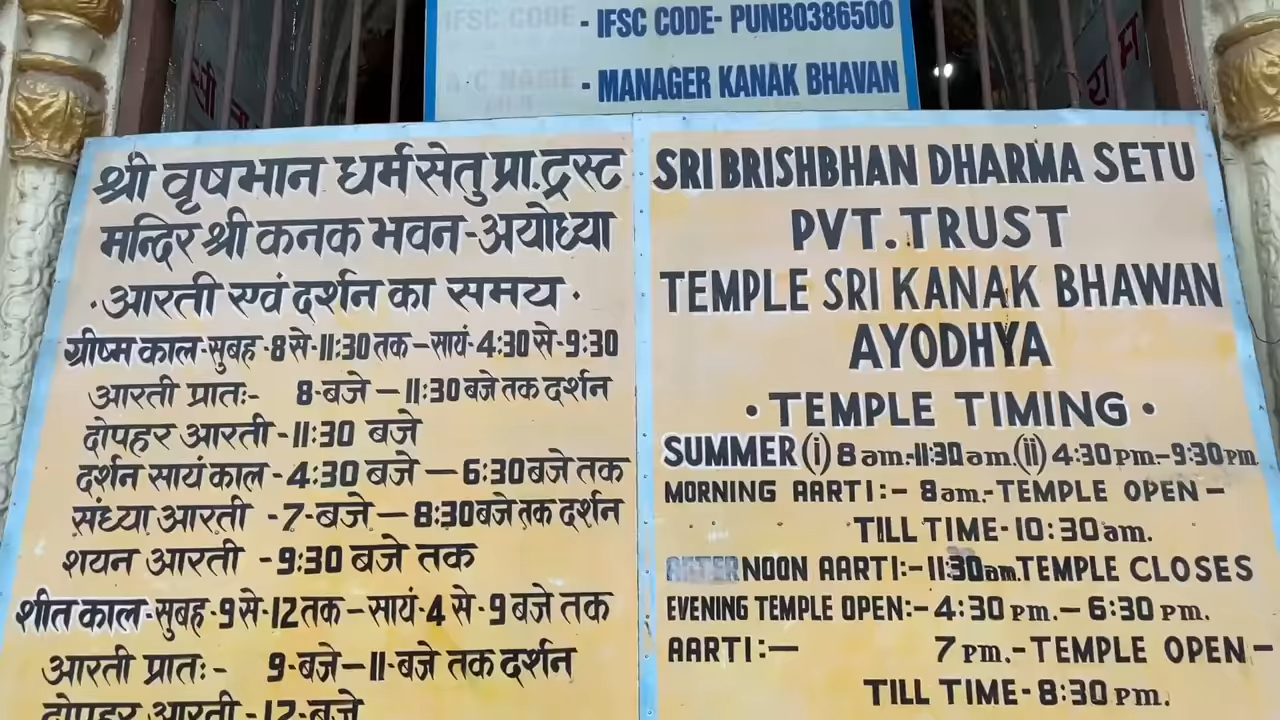 IFSC CODE - IFSC CODE- PUNB0386500
A/C NAME - MANAGER KANAK BHAVAN
श्री वृषभान धर्मसेतु प्रा. ट्रस्ट
मन्दिर श्री कनक भवन-अयोध्या
·आरती एवं दर्शन का समय·
ग्रीष्म काल-सुबह-8 से-11:30 तक-सायं-4:30 से-9:30
आरती प्रातः- 8-बजे-11:30 बजे तक दर्शन
दोपहर आरती-11:30 बजे
दर्शन सायं काल-4:30 बजे-6:30 बजे तक
संध्या आरती -7-बजे-8:30 बजे तक दर्शन
शयन आरती -9:30 बजे तक
शीत काल-सुबह-9 से-12 तक-सायं-4 से-9 बजे तक
आरती प्रातः- 9-बजे-11-बजे तक दर्शन
दोपहर आरती-12-बजे
SRI BRISHBHAN DHARMA SETU
PVT. TRUST
TEMPLE SRI KANAK BHAWAN
AYODHYA
·TEMPLE TIMING·
SUMMER (i) 8 am.-11:30 am. (ii) 4:30 pm.-9:30 pm.
MORNING AARTI:- 8 am.-TEMPLE OPEN-
TILL TIME-10:30 am.
AFTERNOON AARTI:-11:30 am. TEMPLE CLOSES
EVENING TEMPLE OPEN:-4:30 pm.-6:30 pm.
AARTI:- 7 pm.-TEMPLE OPEN-
TILL TIME-8:30 pm.